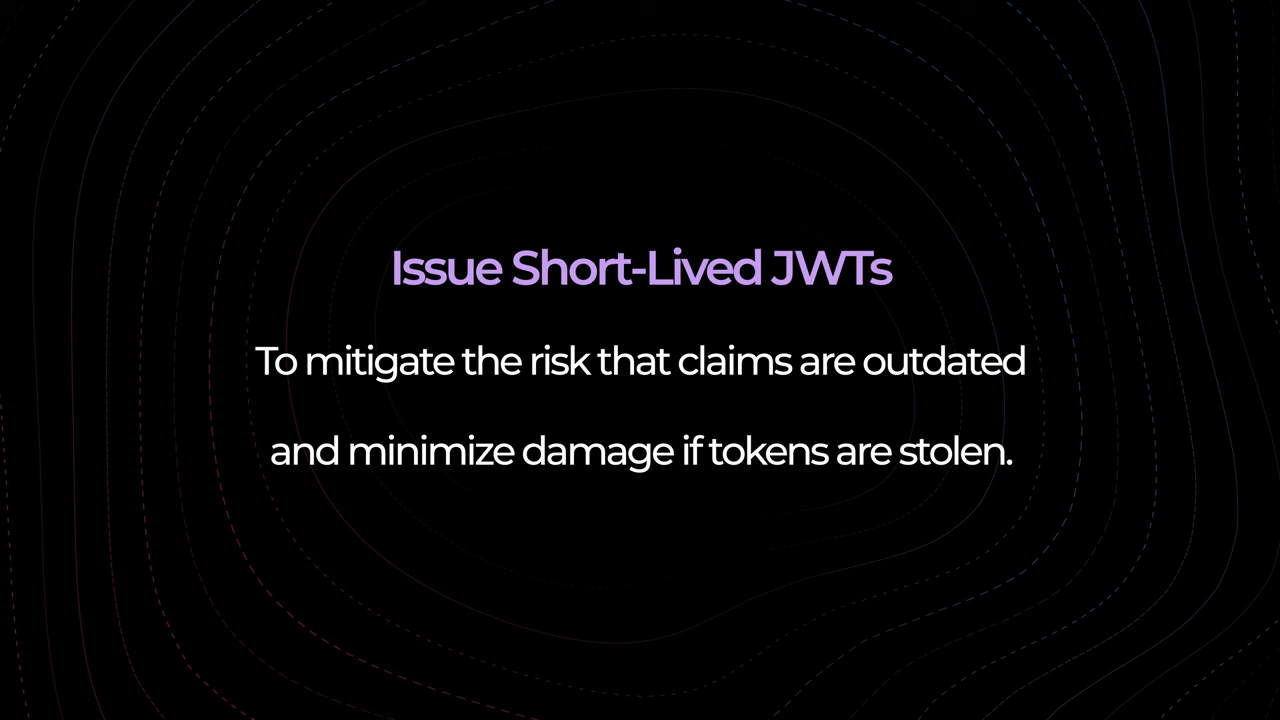 Issue Short-Lived JWTs
To mitigate the risk that claims are outdated
and minimize damage if tokens are stolen.